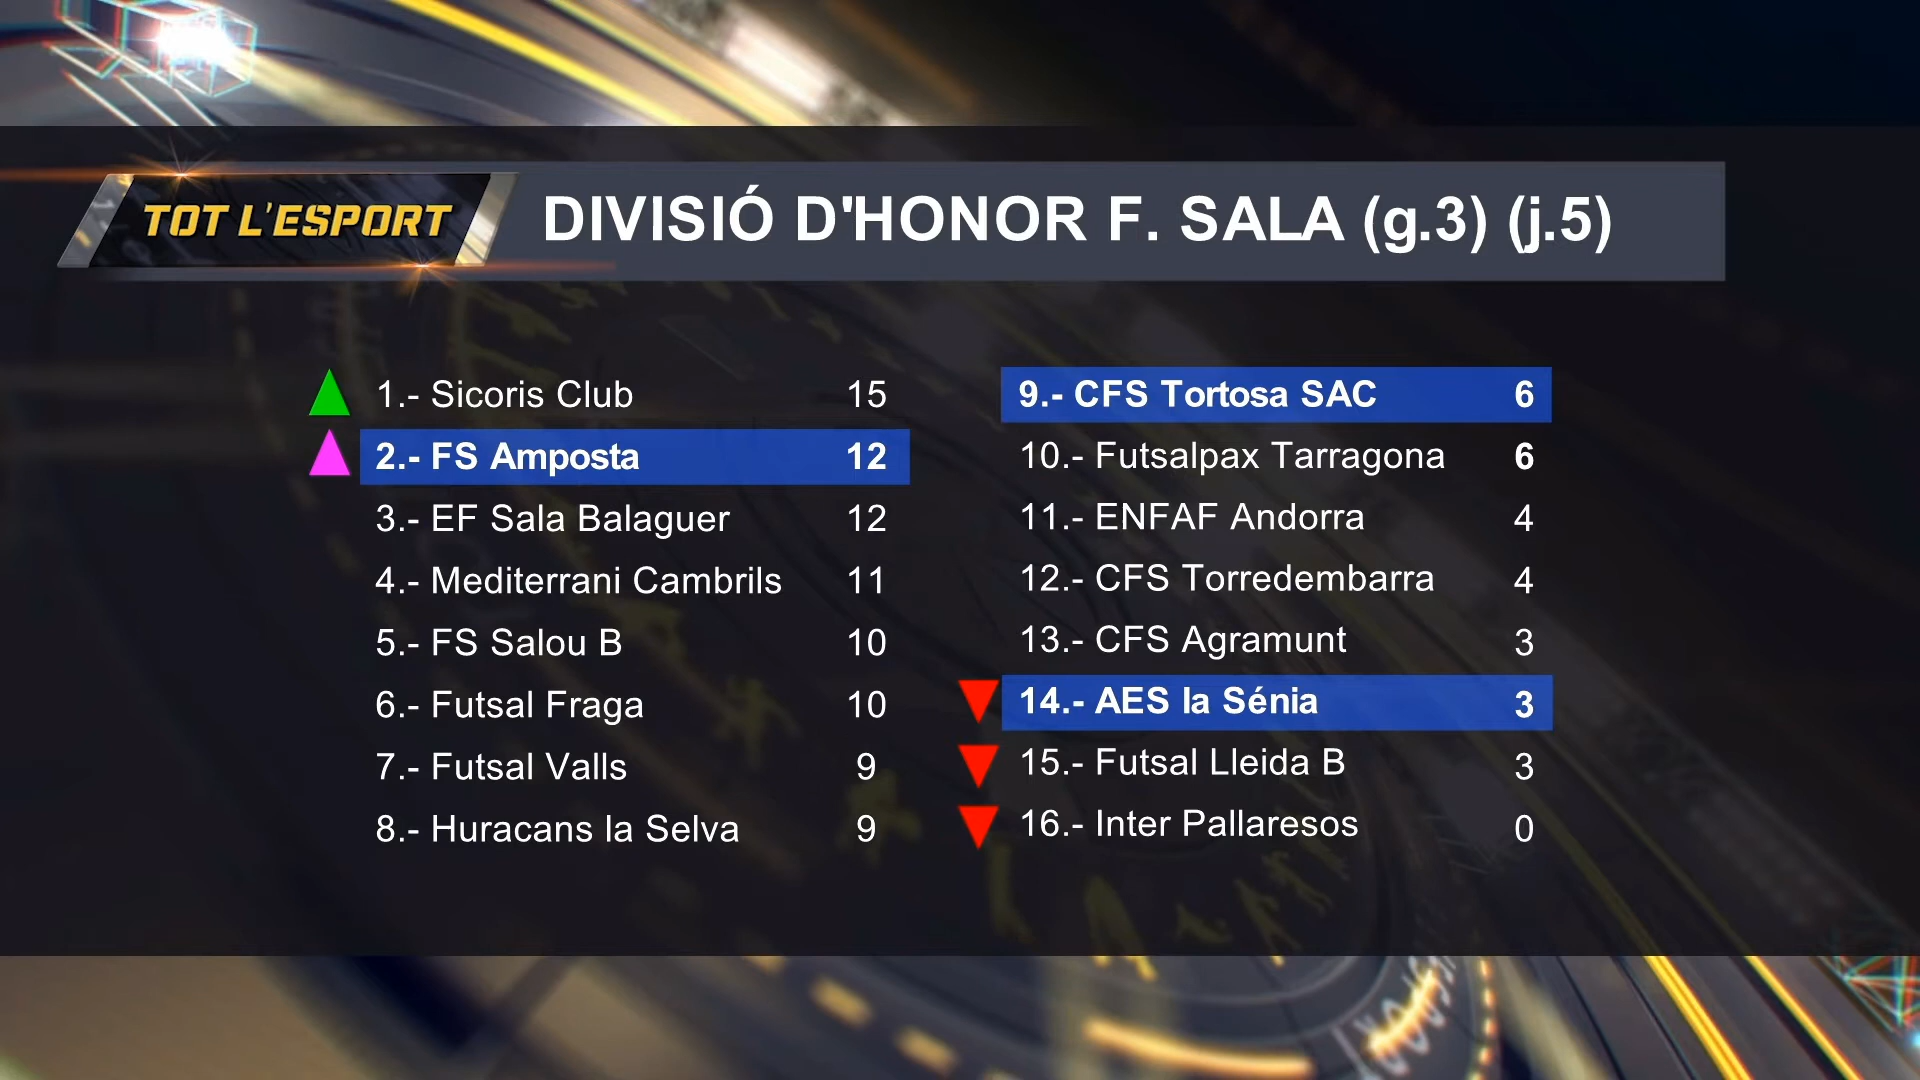 TOT L'ESPORT
DIVISIÓ D'HONOR F. SALA (g.3) (j.5)
1.- Sicoris Club 15
2.- FS Amposta 12
3.- EF Sala Balaguer 12
4.- Mediterrani Cambrils 11
5.- FS Salou B 10
6.- Futsal Fraga 10
7.- Futsal Valls 9
8.- Huracans la Selva 9
9.- CFS Tortosa SAC 6
10.- Futsalpax Tarragona 6
11.- ENFAF Andorra 4
12.- CFS Torredembarra 4
13.- CFS Agramunt 3
14.- AES la Sénia 3
15.- Futsal Lleida B 3
16.- Inter Pallaresos 0